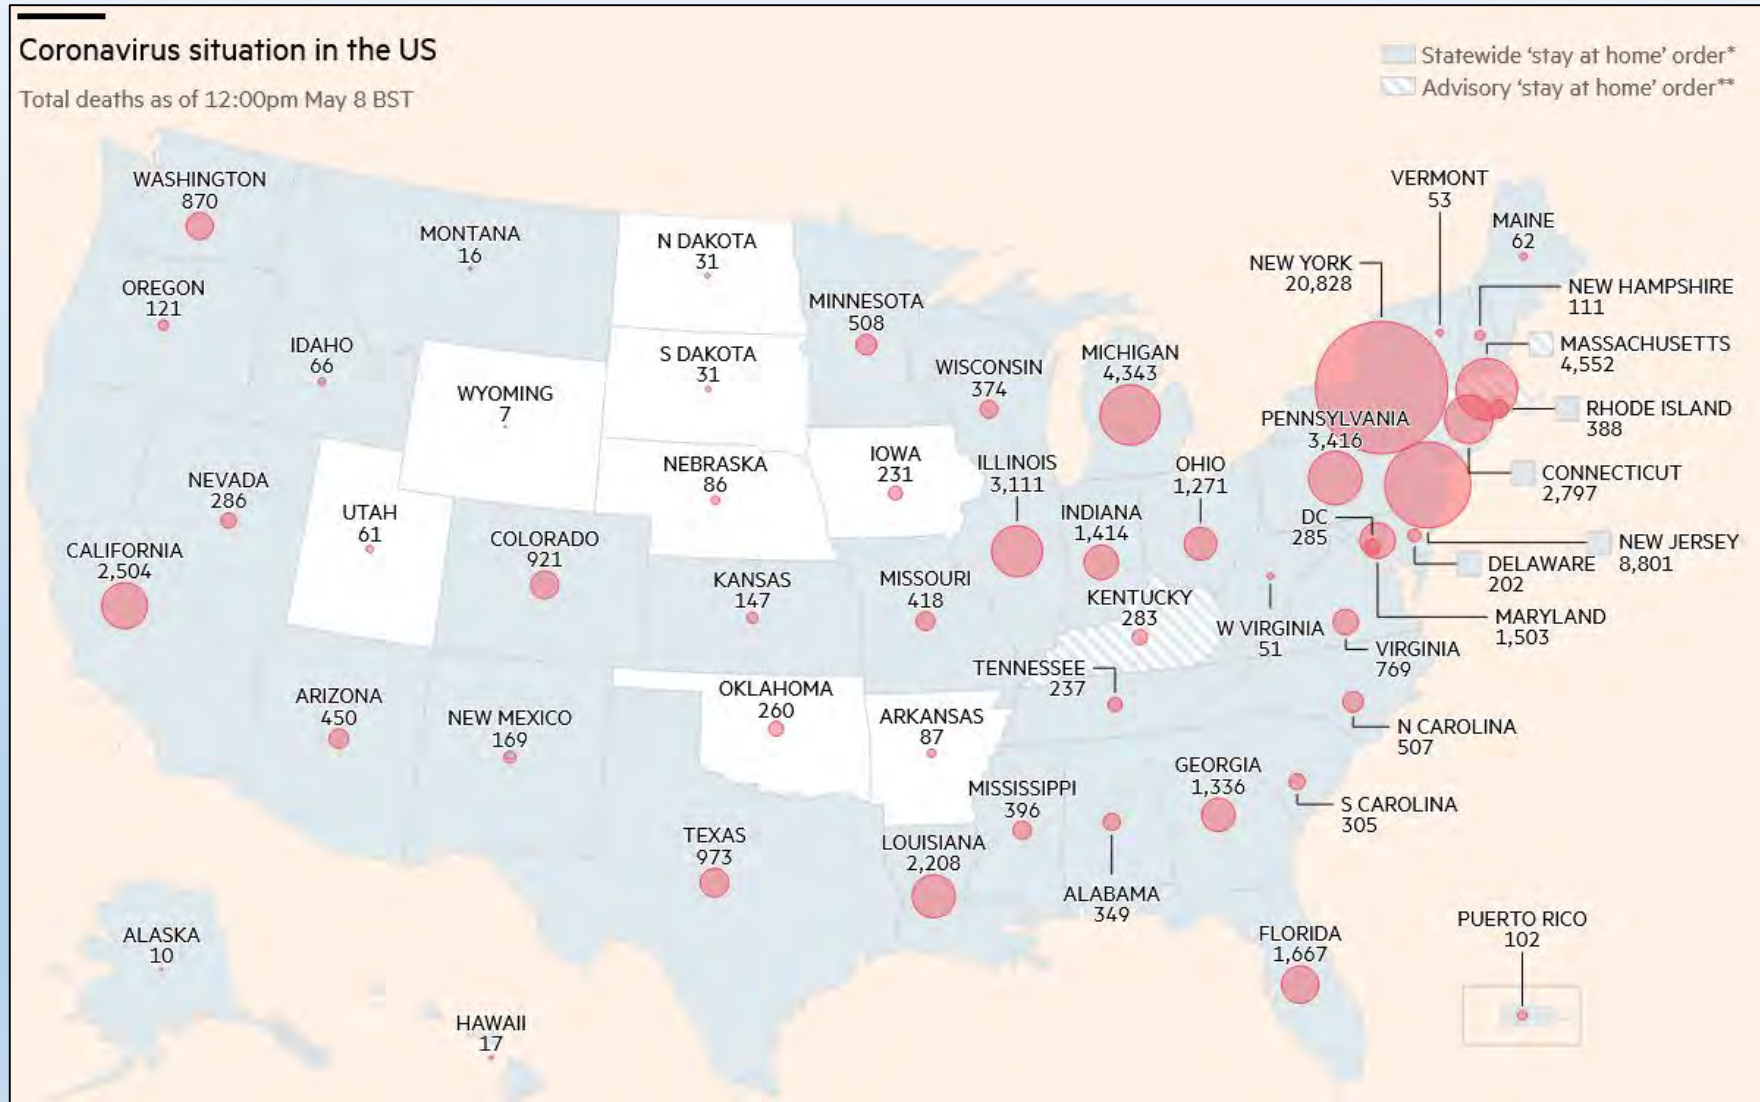 Coronavirus situation in the US
Total deaths as of 12:00pm May 8 BST
Statewide ‘stay at home’ order*
Advisory ‘stay at home’ order**
WASHINGTON
870
MONTANA
16
N DAKOTA
31
VERMONT
53
MAINE
62
NEW YORK
20,828
NEW HAMPSHIRE
111
OREGON
121
MINNESOTA
508
IDAHO
66
S DAKOTA
31
WISCONSIN
374
MICHIGAN
4,343
MASSACHUSETTS
4,552
WYOMING
7
PENNSYLVANIA
3,416
RHODE ISLAND
388
NEVADA
286
NEBRASKA
86
IOWA
231
ILLINOIS
3,111
OHIO
1,271
CONNECTICUT
2,797
UTAH
61
COLORADO
921
INDIANA
1,414
DC
285
NEW JERSEY
8,801
CALIFORNIA
2,504
DELAWARE
202
KANSAS
147
MISSOURI
418
KENTUCKY
283
MARYLAND
1,503
W VIRGINIA
51
VIRGINIA
769
TENNESSEE
237
ARIZONA
450
NEW MEXICO
169
OKLAHOMA
260
ARKANSAS
87
N CAROLINA
507
MISSISSIPPI
396
GEORGIA
1,336
S CAROLINA
305
TEXAS
973
LOUISIANA
2,208
ALABAMA
349
ALASKA
10
FLORIDA
1,667
PUERTO RICO
102
HAWAII
17